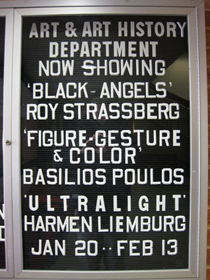 ART & ART HISTORY
DEPARTMENT
NOW SHOWING
'BLACK-ANGELS'
ROY STRASSBERG
'FIGURE-GESTURE
& COLOR'
BASILIOS POULOS
'ULTRALIGHT'
HARMEN LIEMBURG
JAN 20··FEB 13